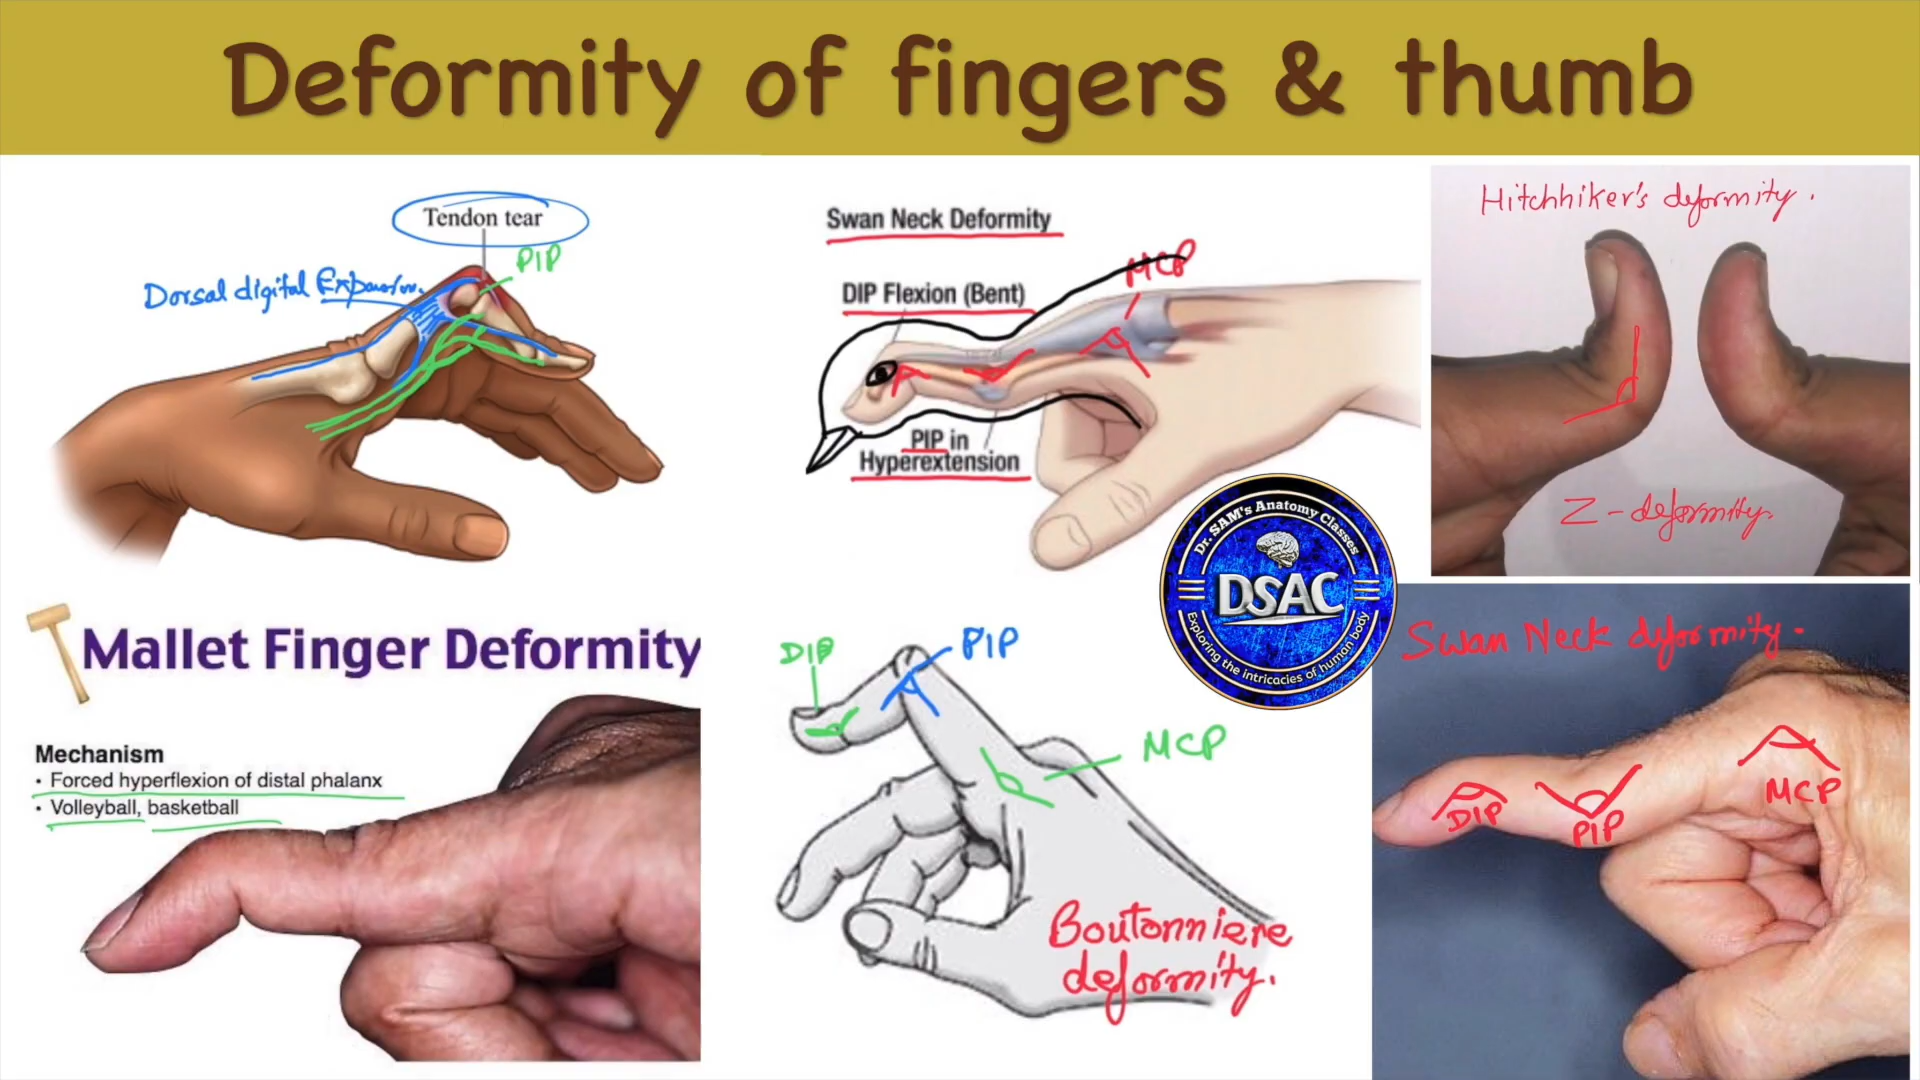 Deformity of fingers & thumb
Tendon tear
PIP
Dorsal digital Expansion.
Swan Neck Deformity
MCP
DIP Flexion (Bent)
PIP in
Hyperextension
Hitchhiker's deformity.
Z - deformity.
Dr. SAM's Anatomy Classes
DSAC
Exploring the intricacies of human body
Mallet Finger Deformity
Mechanism
• Forced hyperflexion of distal phalanx
• Volleyball, basketball
DIP
PIP
MCP
Boutonniere
deformity.
Swan Neck deformity.
DIP
PIP
MCP